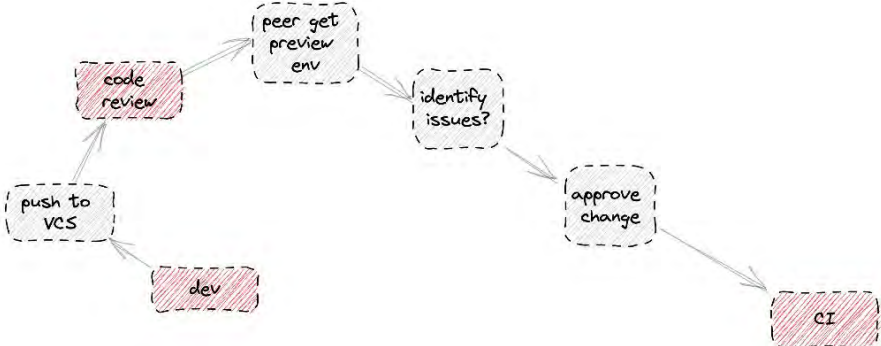 peer get
preview
env
code
review
identify
issues?
push to
VCS
approve
change
dev
CI